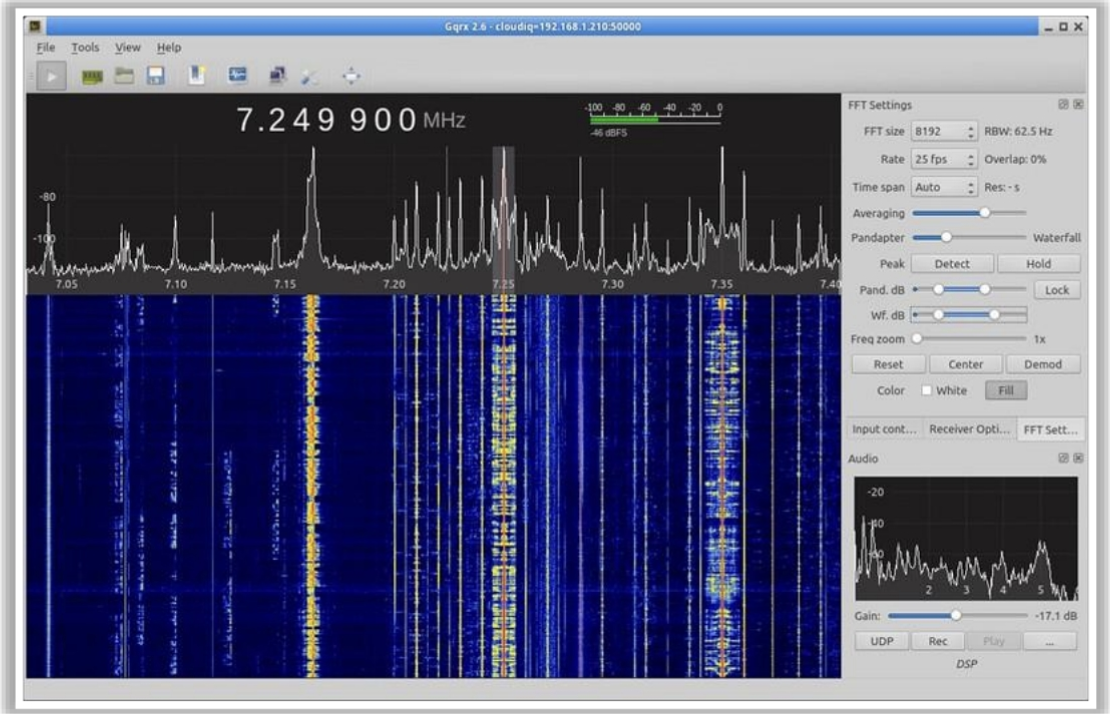 Gqrx 2.6 - cloudiq=192.168.1.210:50000
File Tools View Help
7.249 900 MHz
-100 -80 -60 -40 -20 0
-46 dBFS
-80
-100
7.05 7.10 7.15 7.20 7.25 7.30 7.35 7.40
FFT Settings
FFT size 8192 RBW: 62.5 Hz
Rate 25 fps Overlap: 0%
Time span Auto Res: - s
Averaging
Pandapter Waterfall
Peak Detect Hold
Pand. dB Lock
Wf. dB
Freq zoom 1x
Reset Center Demod
Color White Fill
Input cont... Receiver Opti... FFT Sett...
Audio
-20
-40
-60
2 3 4 5
Gain: -17.1 dB
UDP Rec Play ...
DSP